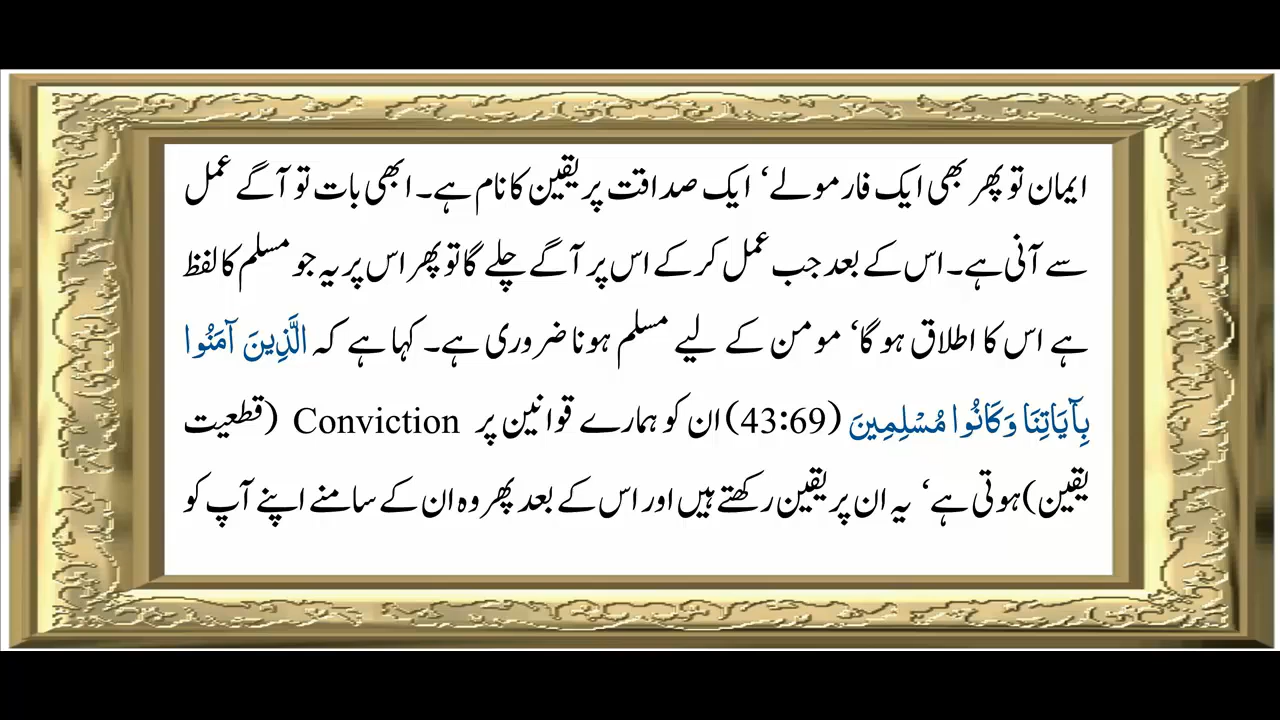 ایمان تو پھر بھی ایک فارمولے‘ ایک صداقت پر یقین کا نام ہے۔ ابھی بات تو آگے عمل
سے آنی ہے۔ اس کے بعد جب عمل کر کے اس پر آگے چلے گا تو پھر اس پر یہ جو مسلم کا لفظ
ہے اس کا اطلاق ہو گا‘ مومن کے لیے مسلم ہونا ضروری ہے۔ کہا ہے کہ الَّذِينَ آمَنُوا
بِآيَاتِنَا وَكَانُوا مُسْلِمِينَ (43:69) ان کو ہمارے قوانین پر Conviction (قطعیت
یقین) ہوتی ہے‘ یہ ان پر یقین رکھتے ہیں اور اس کے بعد پھر وہ ان کے سامنے اپنے آپ کو